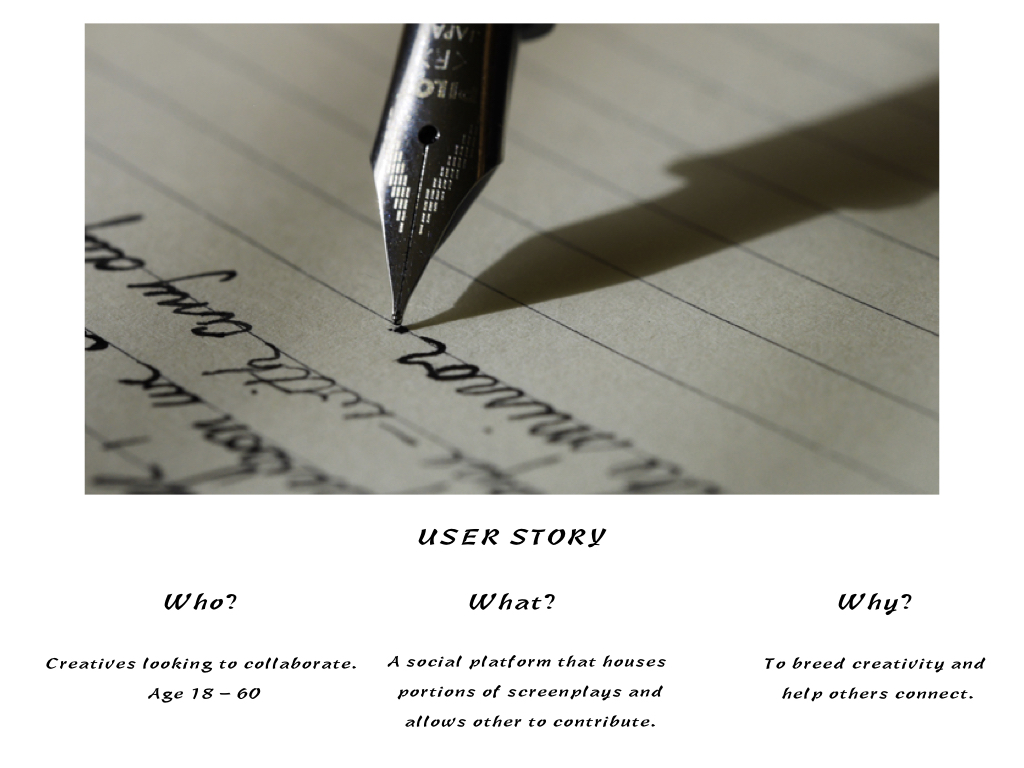 USER STORY
Who?
Creatives looking to collaborate.
Age 18 – 60
What?
A social platform that houses
portions of screenplays and
allows other to contribute.
Why?
To breed creativity and
help others connect.